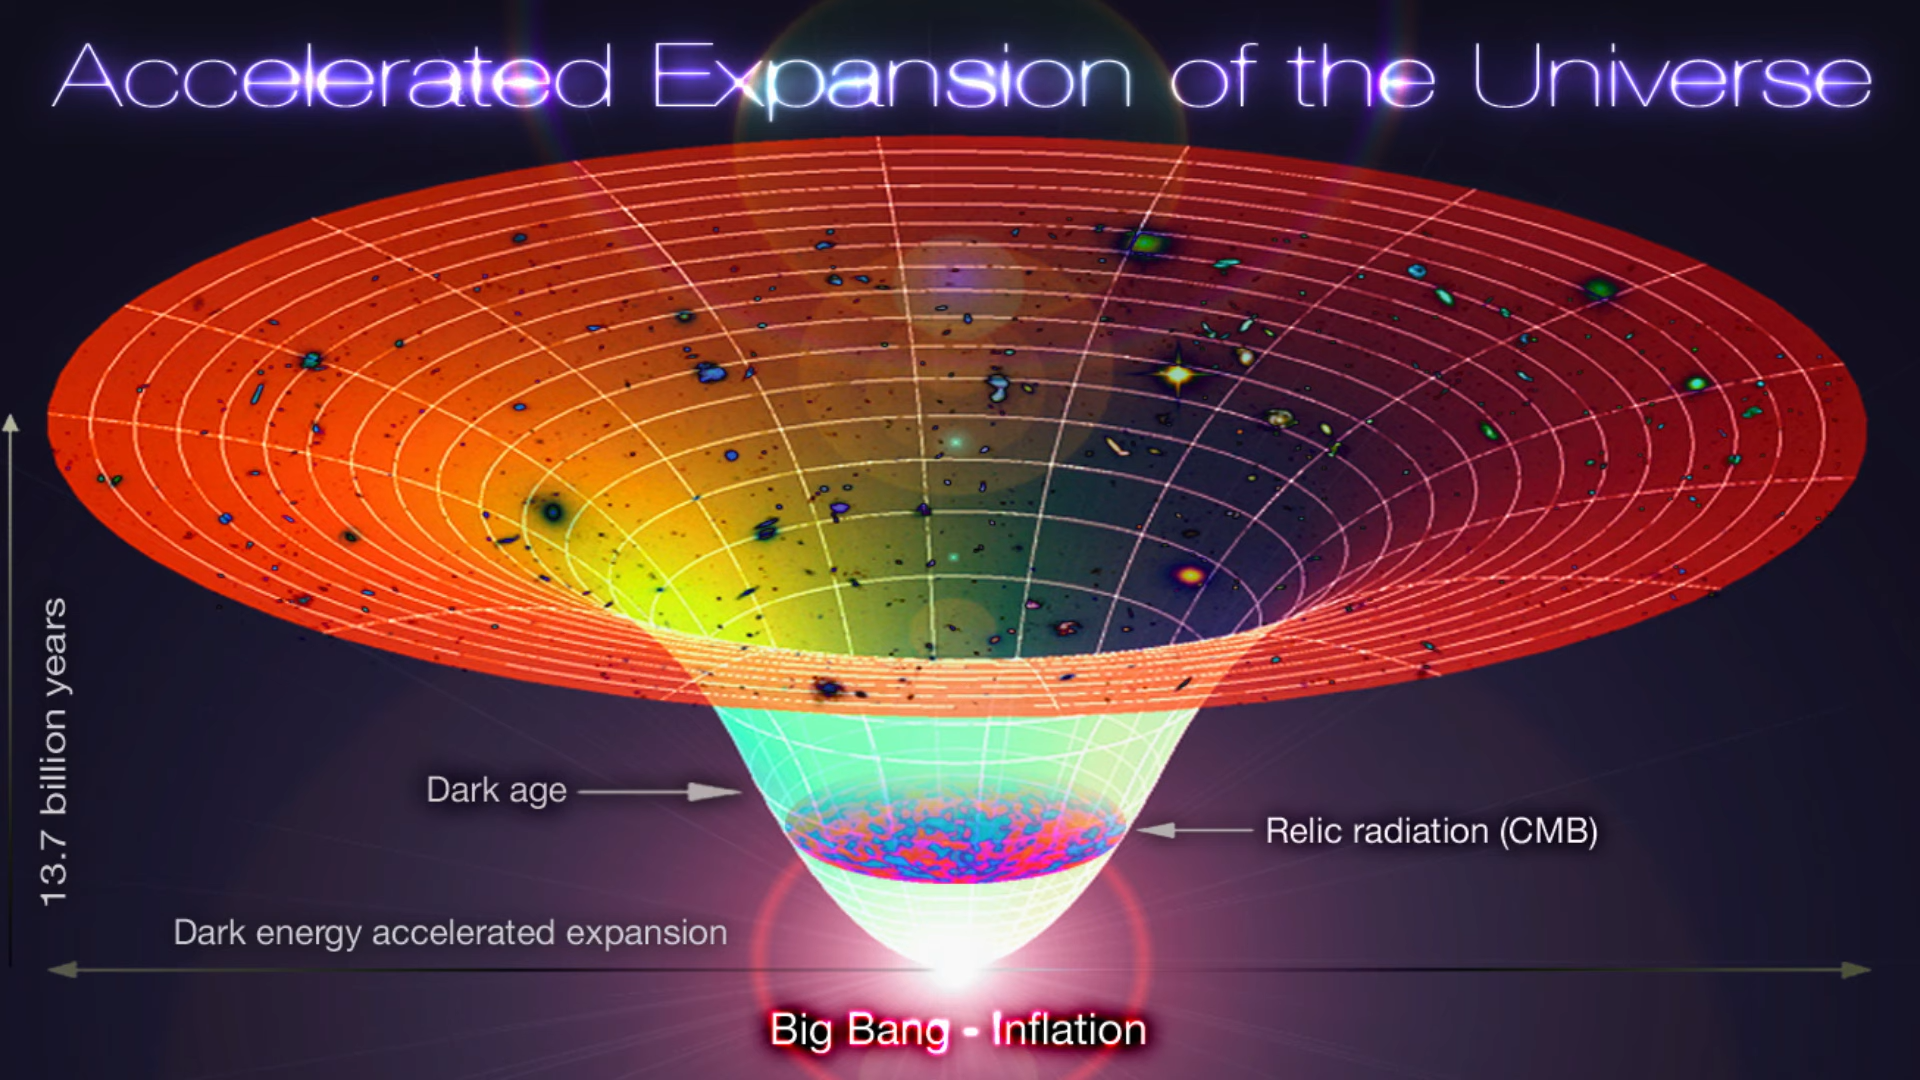 Accelerated Expansion of the Universe
13.7 billion years
Dark age
Relic radiation (CMB)
Dark energy accelerated expansion
Big Bang - Inflation